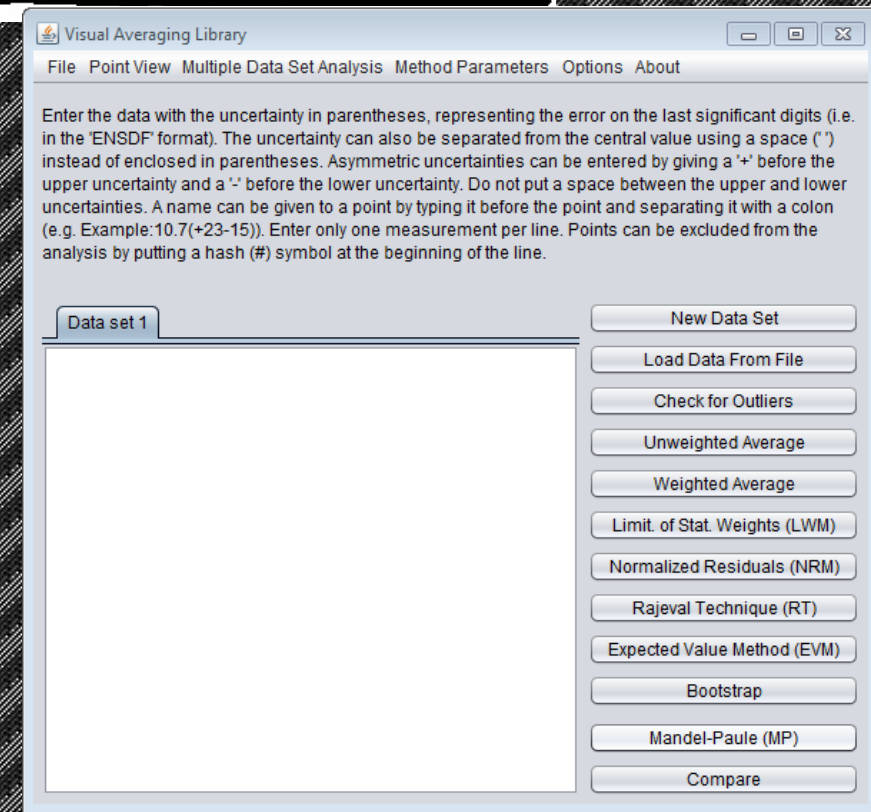 Visual Averaging Library
File Point View Multiple Data Set Analysis Method Parameters Options About
Enter the data with the uncertainty in parentheses, representing the error on the last significant digits (i.e.
in the 'ENSDF' format). The uncertainty can also be separated from the central value using a space (' ')
instead of enclosed in parentheses. Asymmetric uncertainties can be entered by giving a '+' before the
upper uncertainty and a '-' before the lower uncertainty. Do not put a space between the upper and lower
uncertainties. A name can be given to a point by typing it before the point and separating it with a colon
(e.g. Example:10.7(+23-15)). Enter only one measurement per line. Points can be excluded from the
analysis by putting a hash (#) symbol at the beginning of the line.
Data set 1
New Data Set
Load Data From File
Check for Outliers
Unweighted Average
Weighted Average
Limit. of Stat. Weights (LWM)
Normalized Residuals (NRM)
Rajeval Technique (RT)
Expected Value Method (EVM)
Bootstrap
Mandel-Paule (MP)
Compare